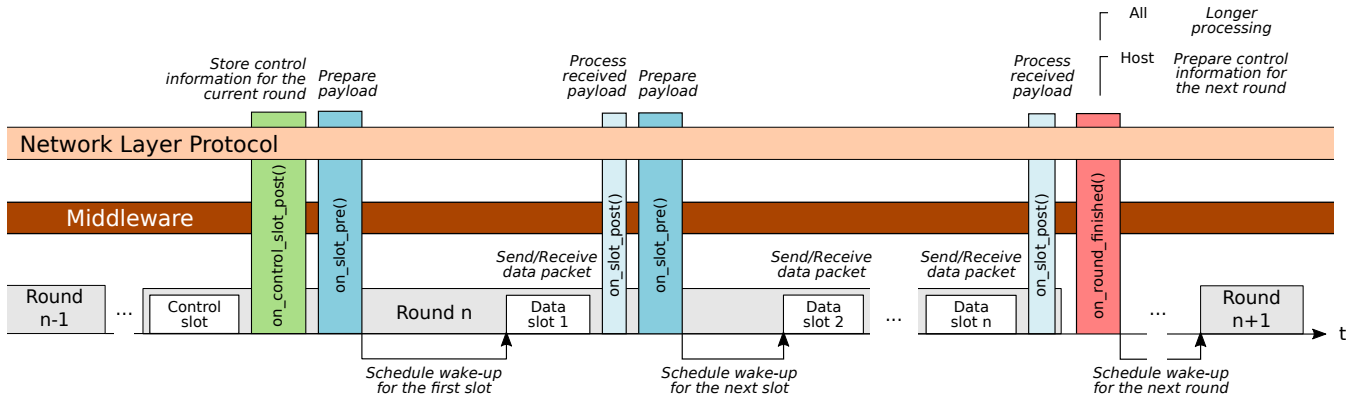 All
Longer
processing
Host
Prepare control
information for
the next round
Store control
information for the
current round
Prepare
payload
Process
received
payload
Prepare
payload
Process
received
payload
Network Layer Protocol
Middleware
on_control_slot_post()
on_slot_pre()
on_slot_post()
on_slot_pre()
on_slot_post()
on_round_finished()
Send/Receive
data packet
Send/Receive
data packet
Send/Receive
data packet
Round
n-1
...
Control
slot
Round n
Data
slot 1
Data
slot 2
...
Data
slot n
...
Round
n+1
t
Schedule wake-up
for the first slot
Schedule wake-up
for the next slot
Schedule wake-up
for the next round